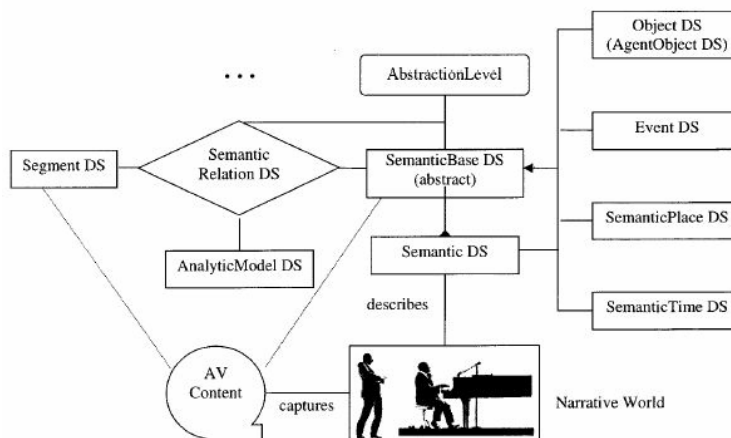 Object DS
(AgentObject DS)
• • •
AbstractionLevel
Event DS
Segment DS
Semantic
Relation DS
SemanticBase DS
(abstract)
SemanticPlace DS
AnalyticModel DS
Semantic DS
describes
SemanticTime DS
AV
Content
captures
Narrative World